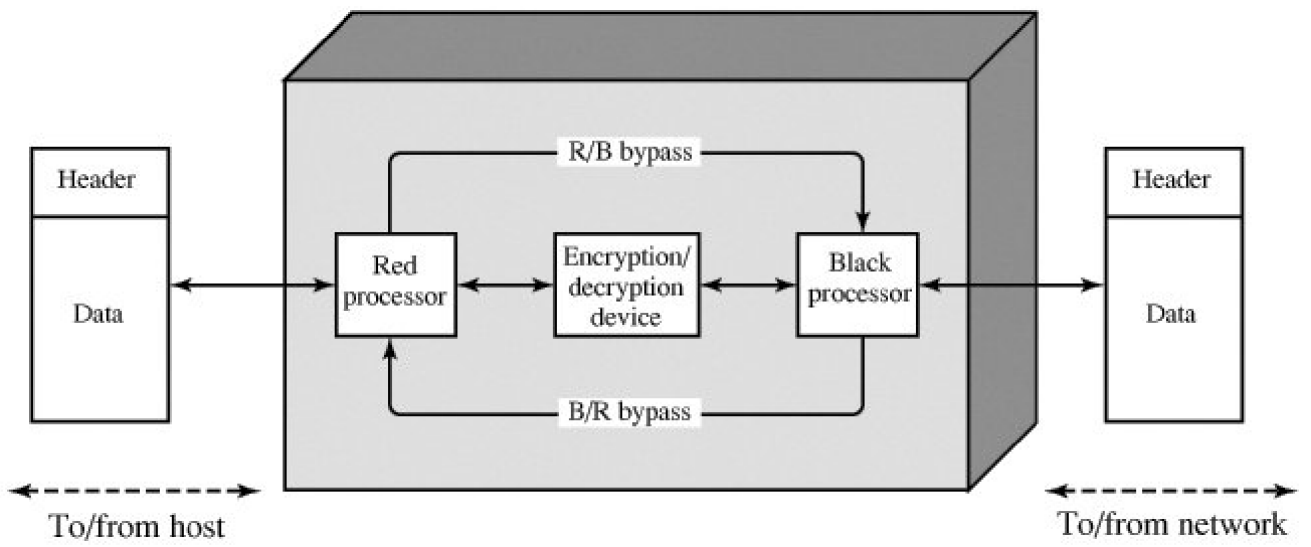 R/B bypass
Header
Data
Red
processor
Encryption/
decryption
device
Black
processor
Header
Data
B/R bypass
To/from host
To/from network